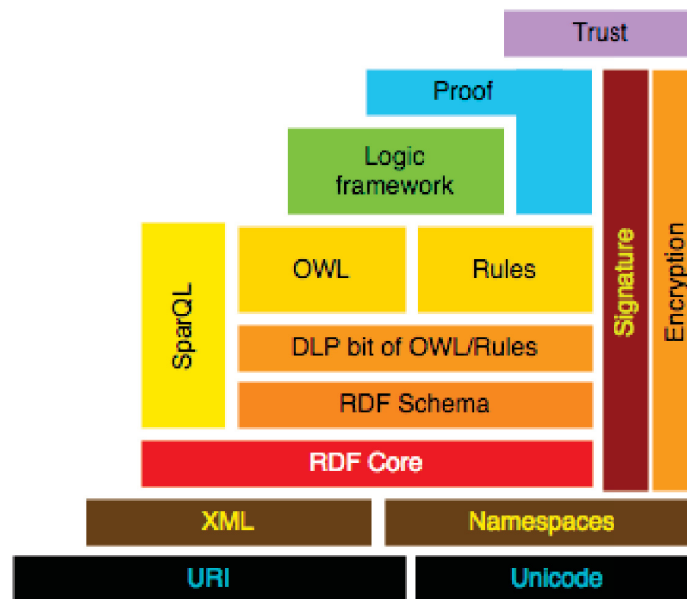 Trust
Proof
Logic
framework
OWL
Rules
SparQL
DLP bit of OWL/Rules
RDF Schema
RDF Core
Signature
Encryption
XML
Namespaces
URI
Unicode